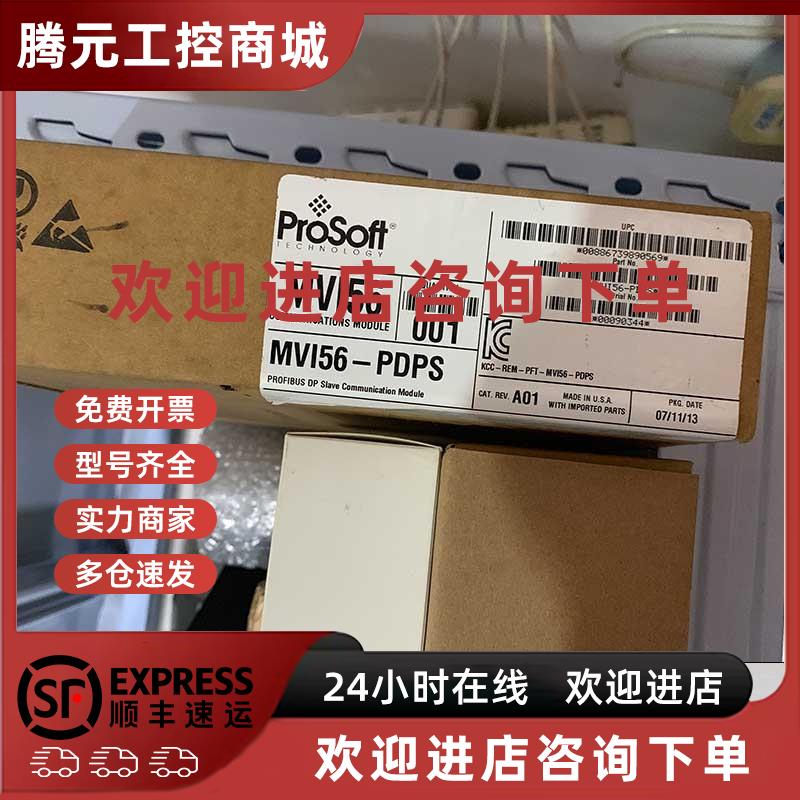 腾元工控商城
ProSoft®
TECHNOLOGY
UPC
*00886739890569*
Part No.
欢迎进店咨询下单
MVI56
001
*00090344*
MVI56-PDPS
PROFIBUS DP Slave Communication Module
KCC-REM-PFT-MVI56-PDPS
CAT. REV. A01
MADE IN U.S.A.
WITH IMPORTED PARTS
PKG. DATE
07/11/13
免费开票
型号齐全
实力商家
多仓速发
SF EXPRESS
顺丰速运
24小时在线 欢迎进店
欢迎进店咨询下单